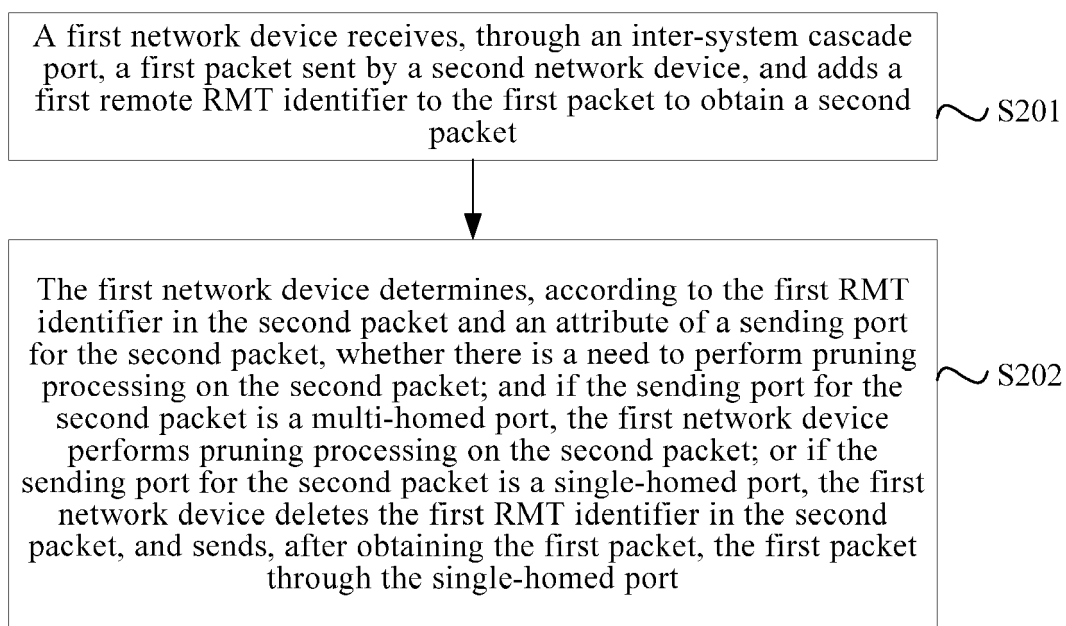 A first network device receives, through an inter-system cascade
port, a first packet sent by a second network device, and adds a
first remote RMT identifier to the first packet to obtain a second
packet
S201
The first network device determines, according to the first RMT
identifier in the second packet and an attribute of a sending port
for the second packet, whether there is a need to perform pruning
processing on the second packet; and if the sending port for the
second packet is a multi-homed port, the first network device
performs pruning processing on the second packet; or if the
sending port for the second packet is a single-homed port, the first
network device deletes the first RMT identifier in the second
packet, and sends, after obtaining the first packet, the first packet
through the single-homed port
S202